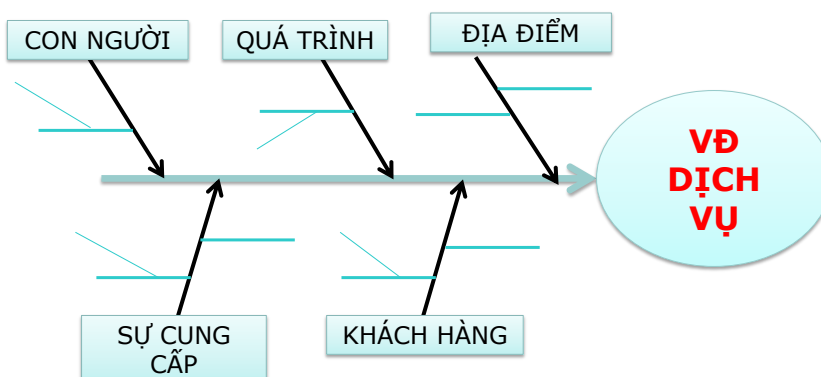 CON NGƯỜI
QUÁ TRÌNH
ĐỊA ĐIỂM
VĐ
DỊCH
VỤ
SỰ CUNG
CẤP
KHÁCH HÀNG